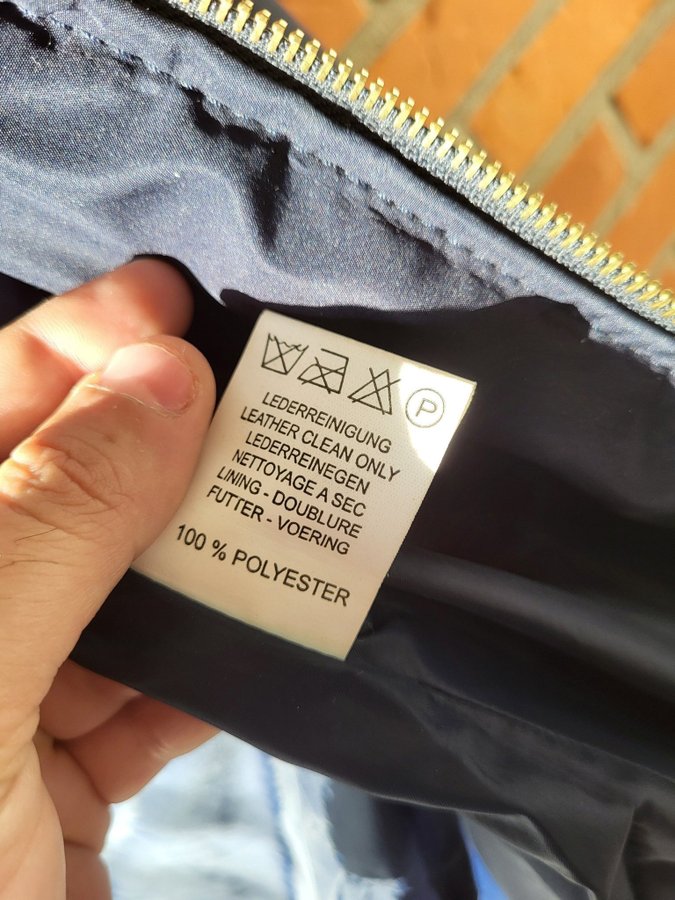 P
LEDERREINIGUNG
LEATHER CLEAN ONLY
LEDERREINEGEN
NETTOYAGE A SEC
LINING - DOUBLURE
FUTTER - VOERING
100 % POLYESTER